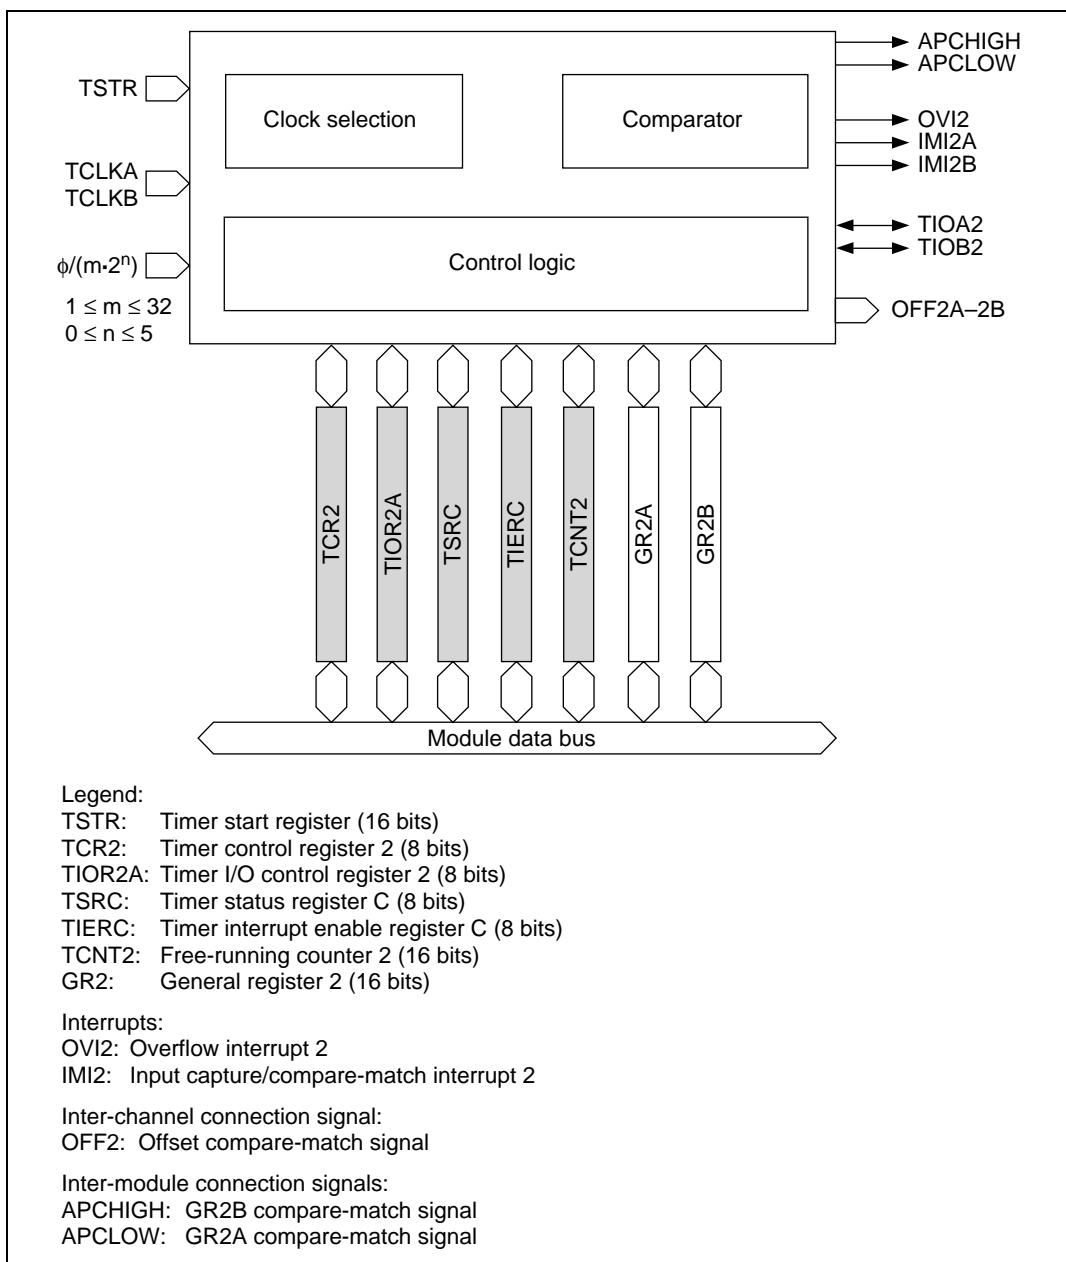 APCHIGH
APCLOW
TSTR
Clock selection
Comparator
OVI2
IMI2A
IMI2B
TCLKA
TCLKB
TIOA2
TIOB2
Control logic
ϕ/(m·2ⁿ)
1 ≤ m ≤ 32
0 ≤ n ≤ 5
OFF2A–2B
TCR2
TIOR2A
TSRC
TIERC
TCNT2
GR2A
GR2B
Module data bus
Legend:
TSTR: Timer start register (16 bits)
TCR2: Timer control register 2 (8 bits)
TIOR2A: Timer I/O control register 2 (8 bits)
TSRC: Timer status register C (8 bits)
TIERC: Timer interrupt enable register C (8 bits)
TCNT2: Free-running counter 2 (16 bits)
GR2: General register 2 (16 bits)
Interrupts:
OVI2: Overflow interrupt 2
IMI2: Input capture/compare-match interrupt 2
Inter-channel connection signal:
OFF2: Offset compare-match signal
Inter-module connection signals:
APCHIGH: GR2B compare-match signal
APCLOW: GR2A compare-match signal